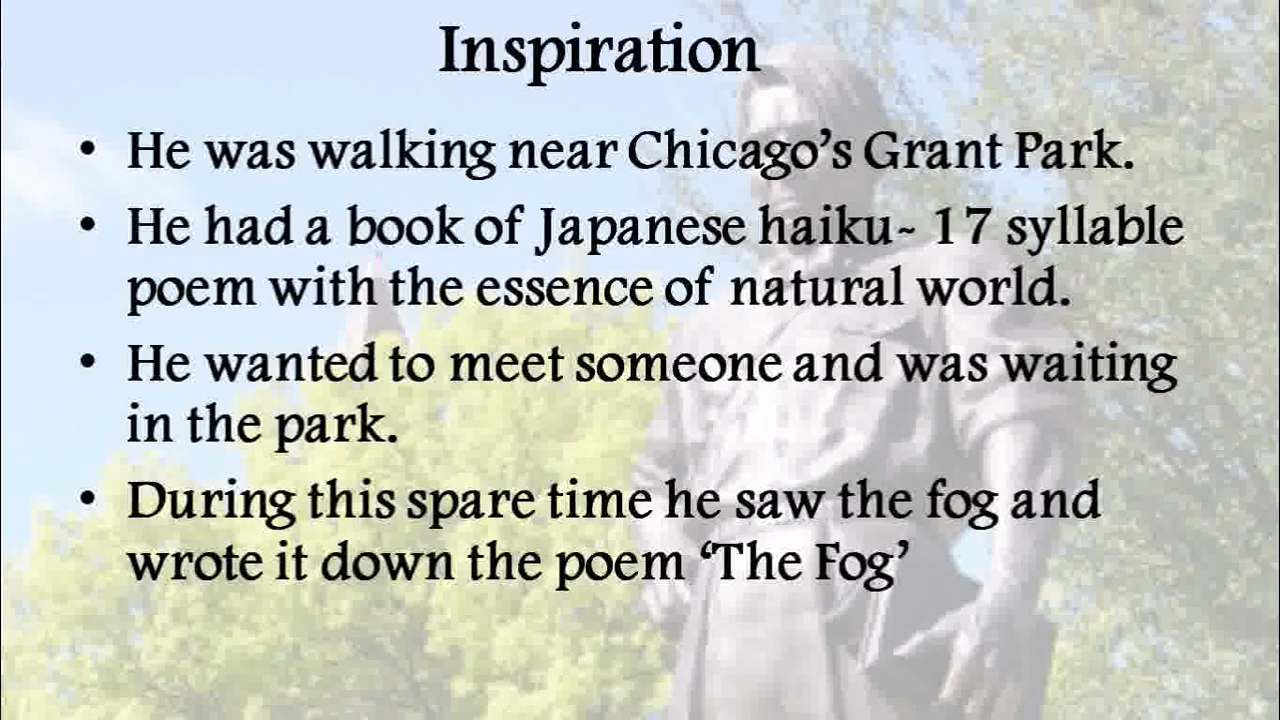 Inspiration
• He was walking near Chicago’s Grant Park.
• He had a book of Japanese haiku~ 17 syllable
poem with the essence of natural world.
• He wanted to meet someone and was waiting
in the park.
• During this spare time he saw the fog and
wrote it down the poem ‘The Fog’